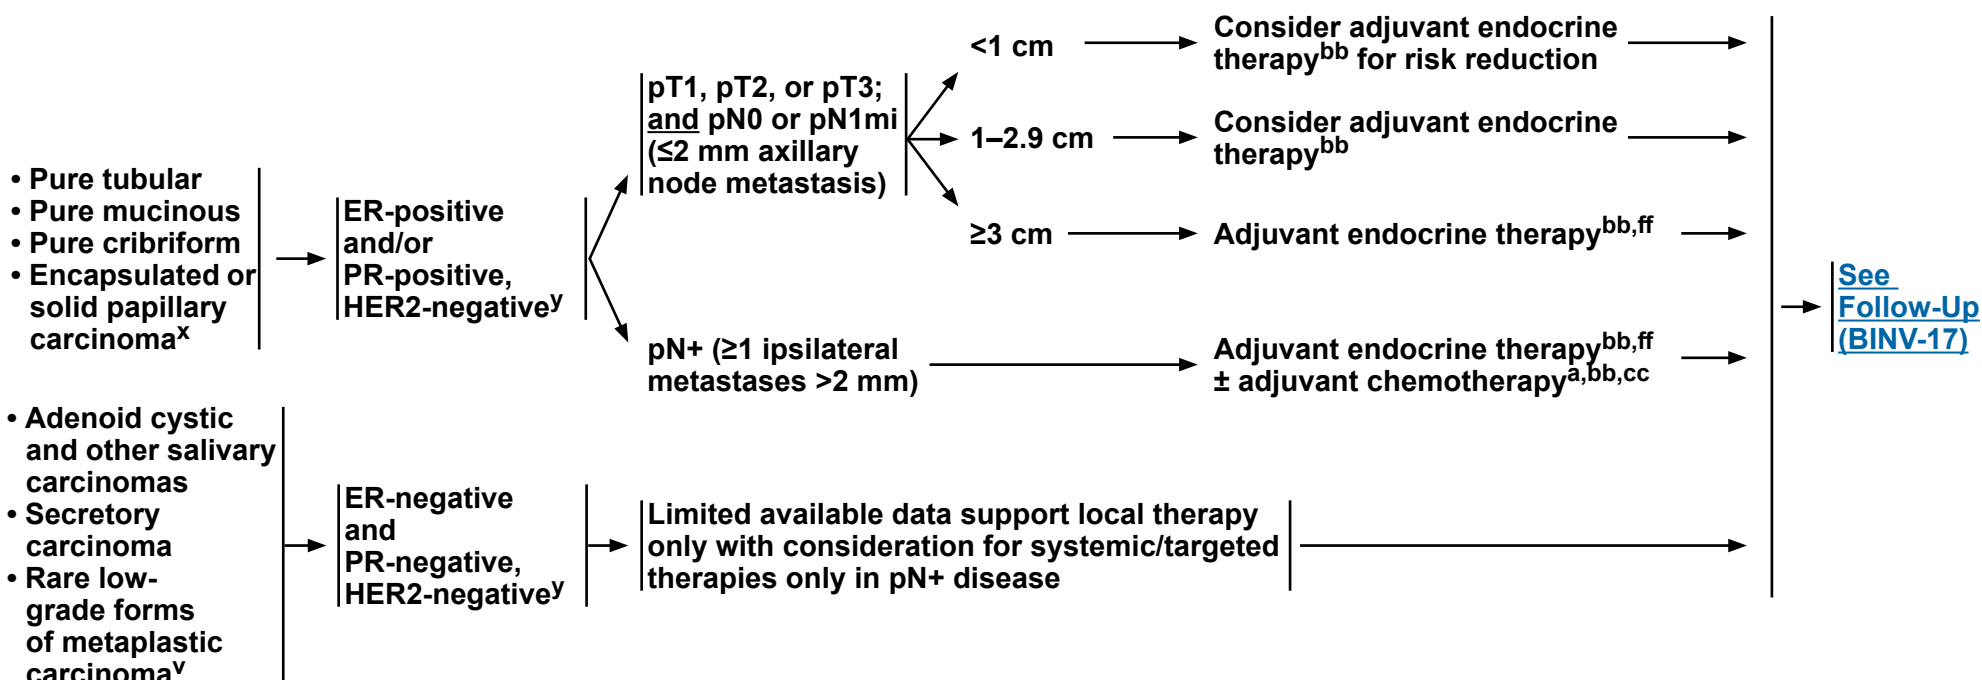 • Pure tubular
• Pure mucinous
• Pure cribriform
• Encapsulated or
solid papillary
carcinomaˣ
ER-positive
and/or
PR-positive,
HER2-negativeʸ
pT1, pT2, or pT3;
and pN0 or pN1mi
(≤2 mm axillary
node metastasis)
<1 cm
Consider adjuvant endocrine
therapyᵇᵇ for risk reduction
1–2.9 cm
Consider adjuvant endocrine
therapyᵇᵇ
≥3 cm
Adjuvant endocrine therapyᵇᵇ,ᶠᶠ
pN+ (≥1 ipsilateral
metastases >2 mm)
Adjuvant endocrine therapyᵇᵇ,ᶠᶠ
± adjuvant chemotherapyᵃ,ᵇᵇ,ᶜᶜ
See
Follow-Up
(BINV-17)
• Adenoid cystic
and other salivary
carcinomas
• Secretory
carcinoma
• Rare low-
grade forms
of metaplastic
carcinomaᵛ
ER-negative
and
PR-negative,
HER2-negativeʸ
Limited available data support local therapy
only with consideration for systemic/targeted
therapies only in pN+ disease